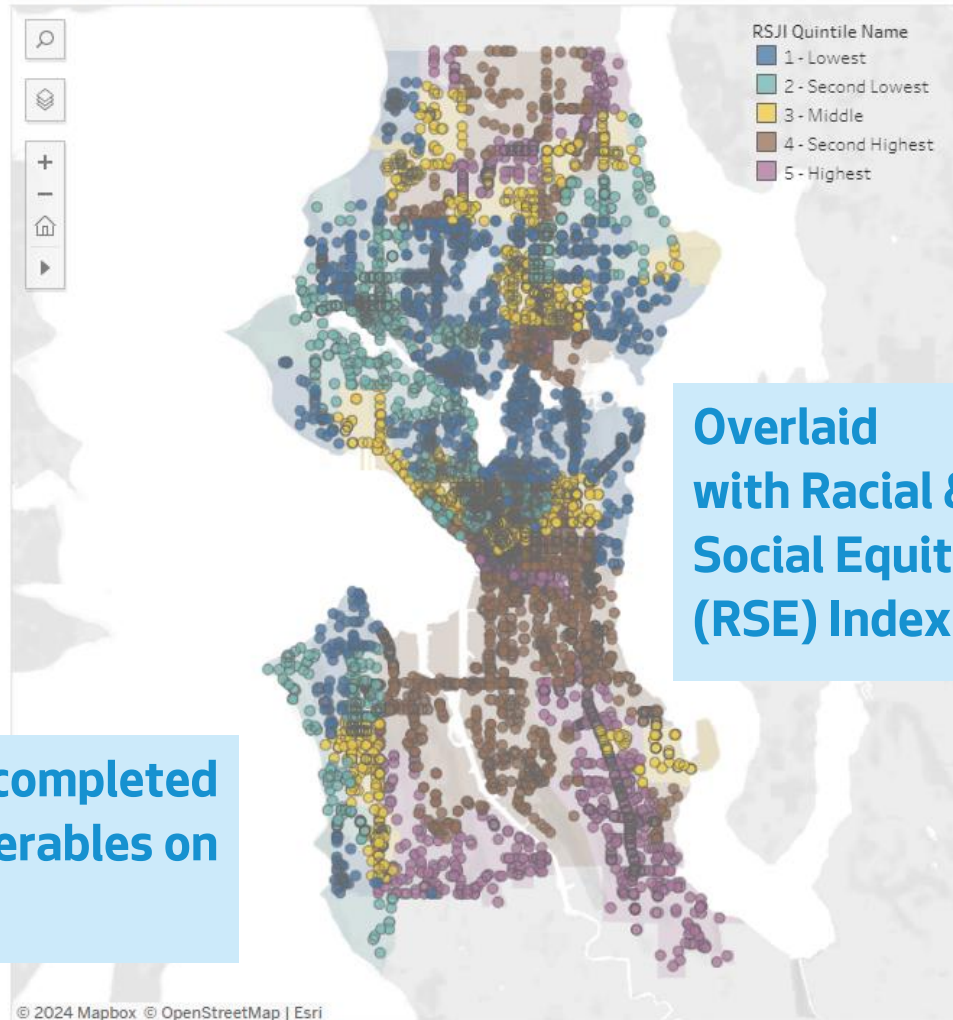 RSJI Quintile Name
1 - Lowest
2 - Second Lowest
3 - Middle
4 - Second Highest
5 - Highest
Overlaid
with Racial &
Social Equit
(RSE) Index
completed
erables on
© 2024 Mapbox © OpenStreetMap | Esri